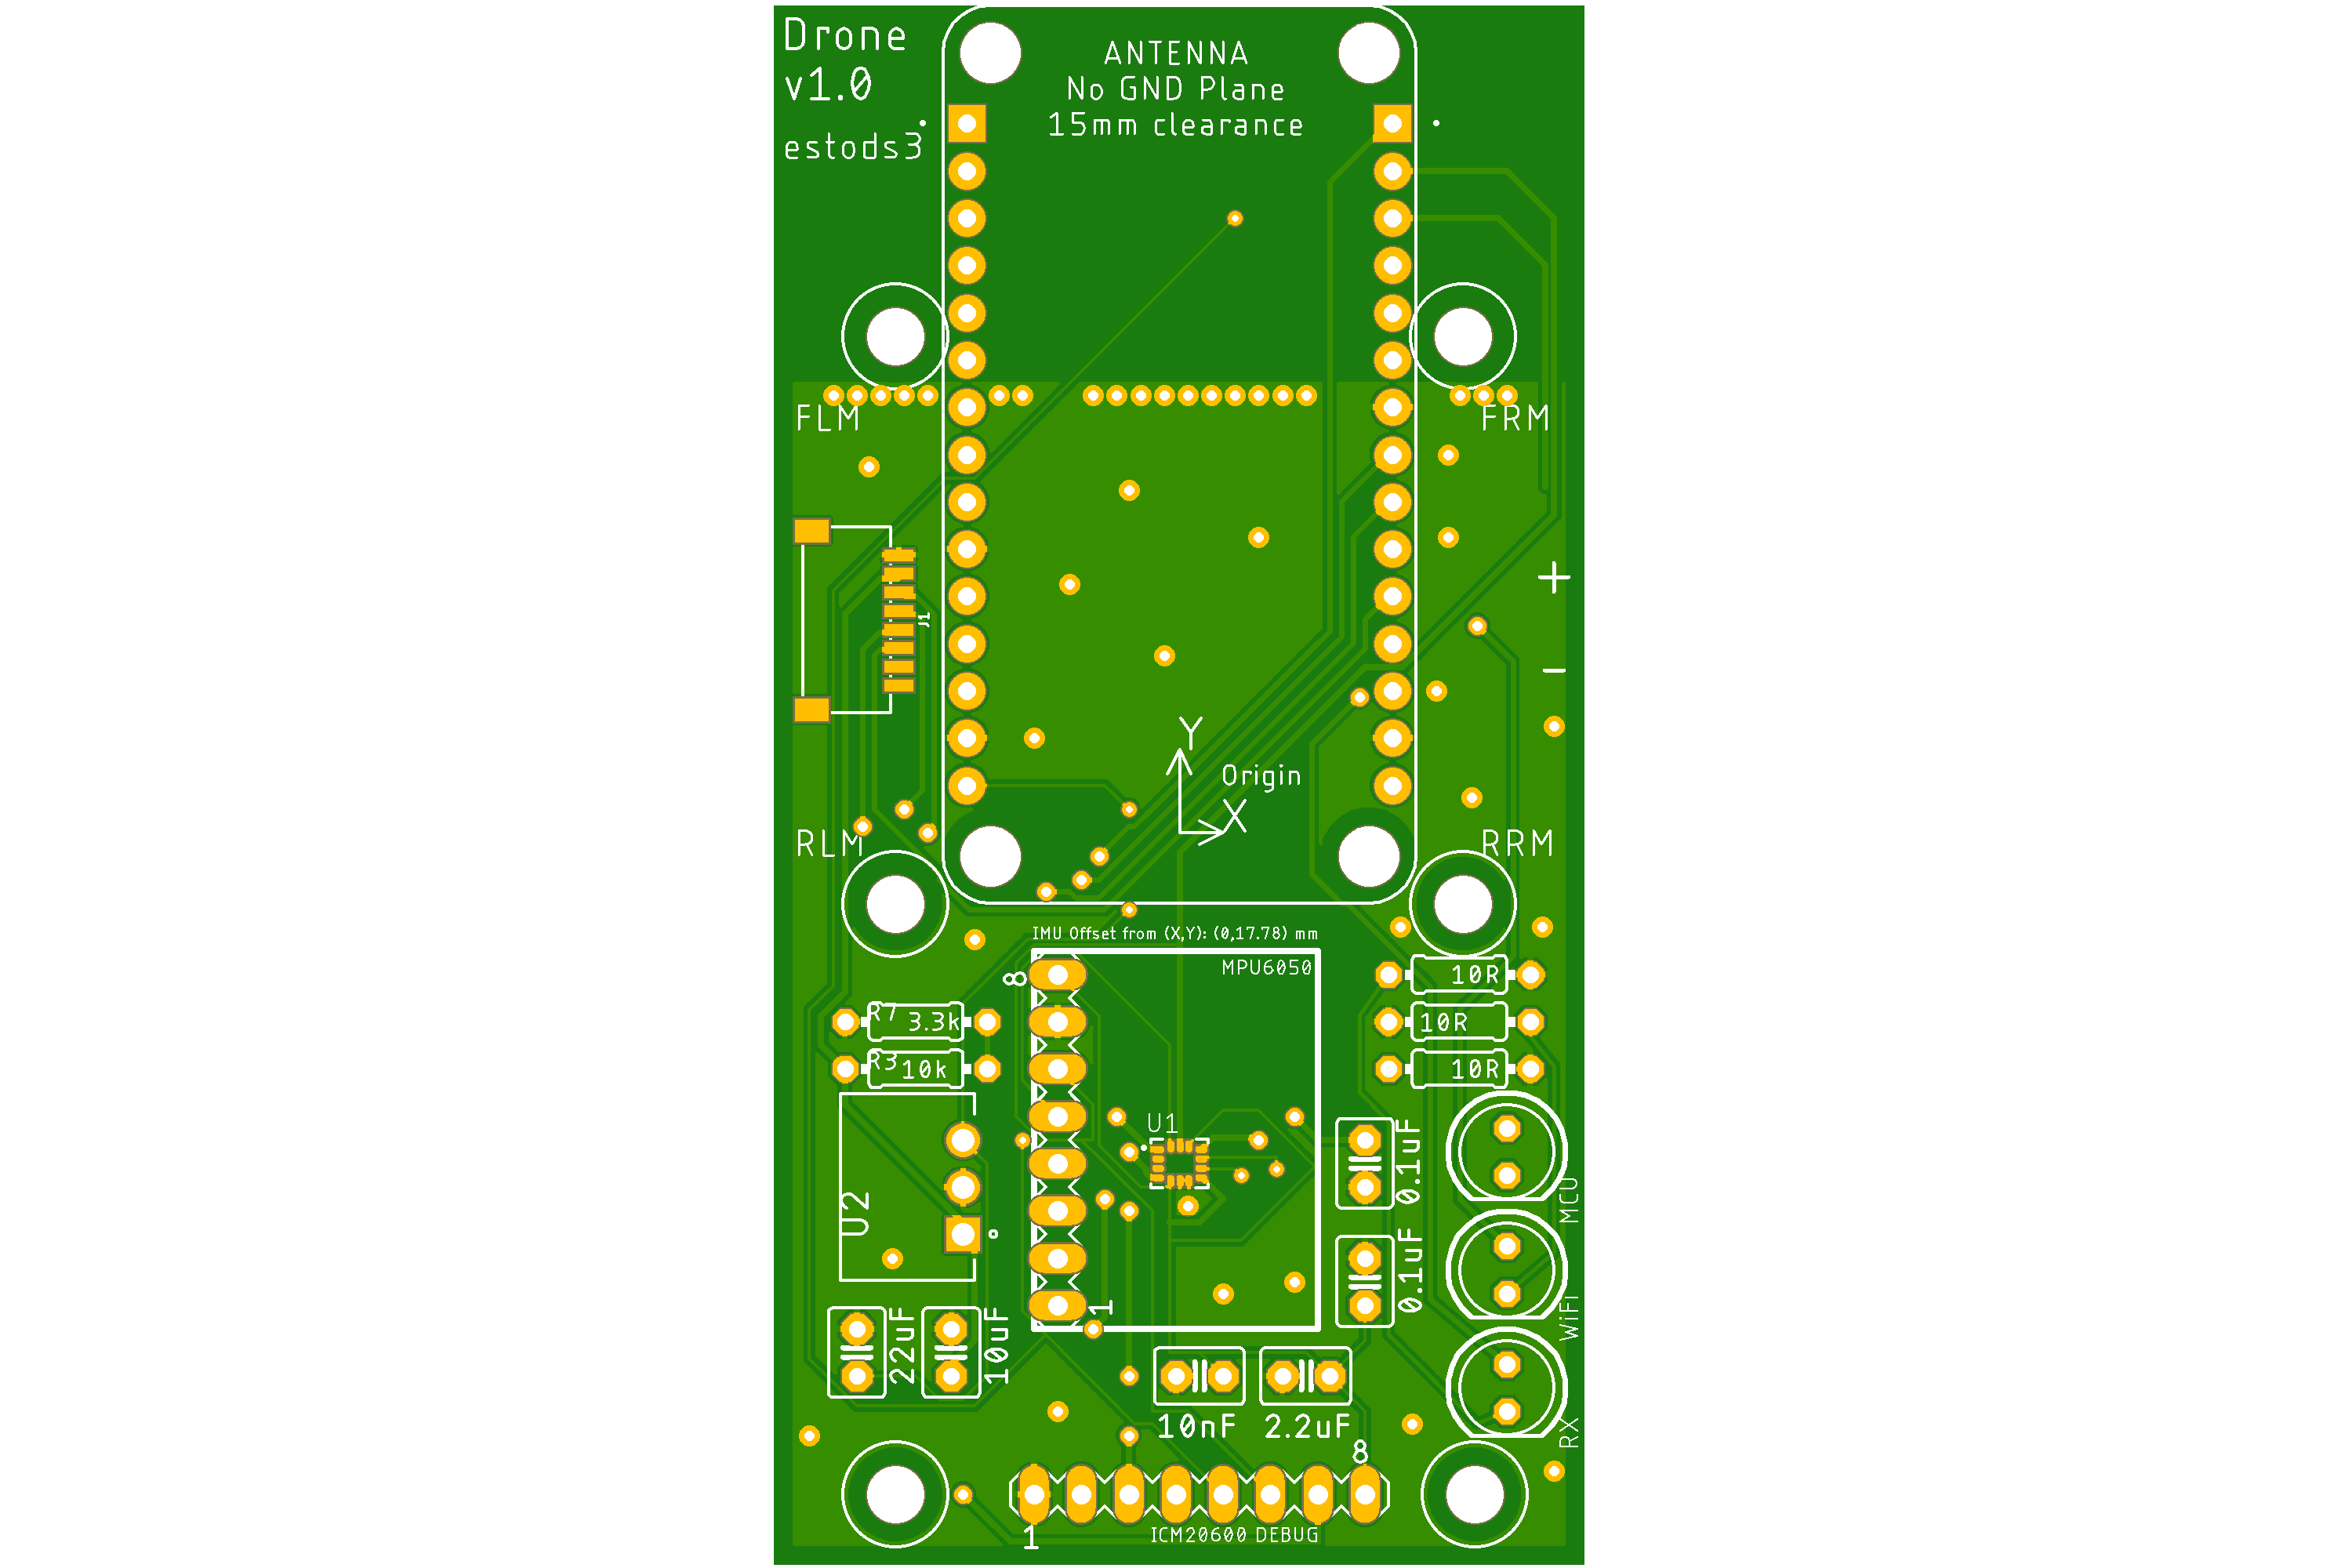 Drone
v1.0
estods3
ANTENNA
No GND Plane
15mm clearance
FLM
FRM
+
J1
-
Y
Origin
X
RLM
RRM
IMU Offset from (X,Y): (0,17.78) mm
MPU6050
8
10R
R7 3.3k
10R
R3 10k
10R
U1
0.1uF
MCU
U2
0.1uF
1
WiFi
22uF
10uF
10nF
2.2uF
RX
8
1
ICM20600 DEBUG